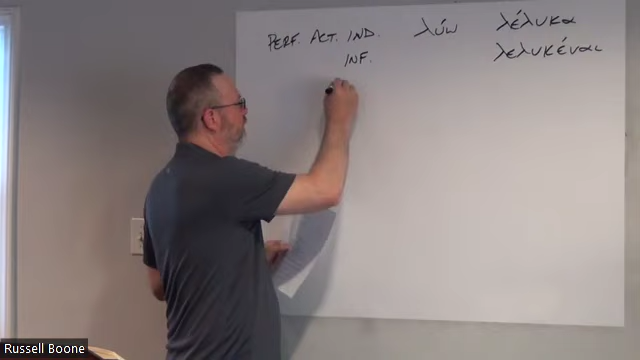 PERF. ACT. IND. λύω λέλυκα
INF. λελυκέναι
Russell Boone